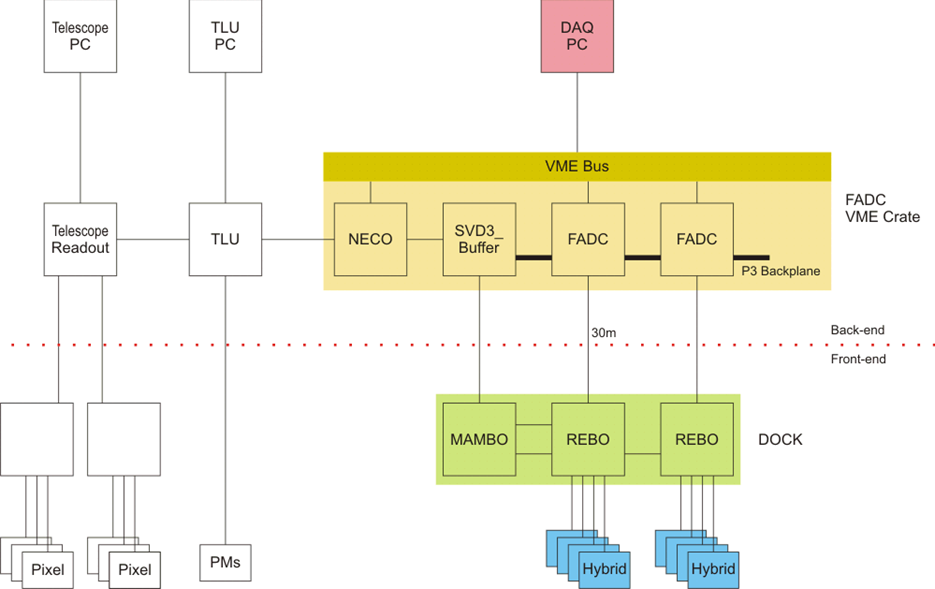 Telescope
PC
TLU
PC
DAQ
PC
VME Bus
FADC
VME Crate
Telescope
Readout
TLU
NECO
SVD3_
Buffer
FADC
FADC
P3 Backplane
30m
Back-end
Front-end
MAMBO
REBO
REBO
DOCK
Pixel
Pixel
PMs
Hybrid
Hybrid